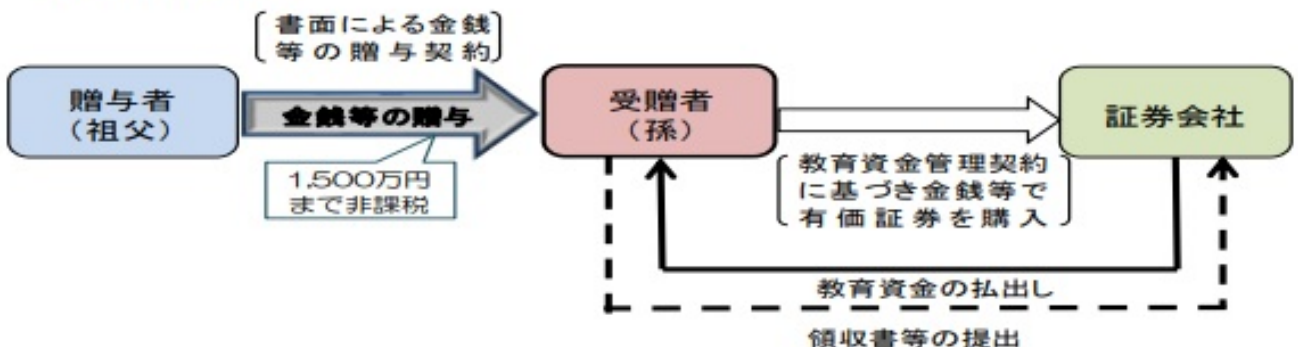 書面による金銭
等の贈与契約
贈与者
（祖父）
金銭等の贈与
1,500万円
まで非課税
受贈者
（孫）
教育資金管理契約
に基づき金銭等で
有価証券を購入
証券会社
教育資金の払出し
領収書等の提出